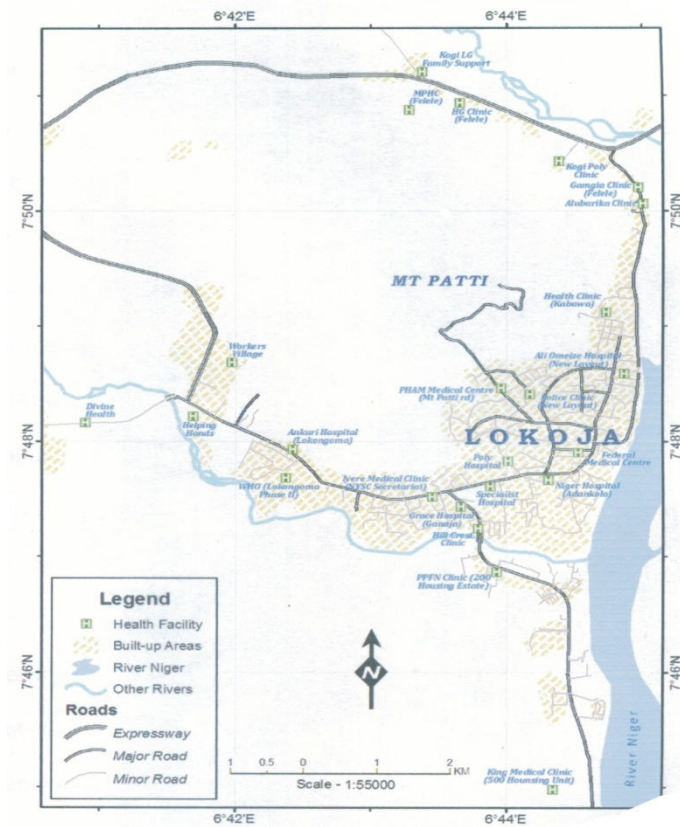 6°42'E
6°44'E
Kogi LG
Family Support
MPHC
(Felele)
HG Clinic
(Felele)
Kogi Poly
Clinic
Gamgia Clinic
(Felele)
Alubarika Clinic
7°50'N
7°50'N
MT PATTI
Health Clinic
(Kabawa)
Workers
Village
Ali Omeize Hospital
(New Layout)
PHAM Medical Centre
(Mt Patti rd)
Police Clinic
(New Layout)
Divine
Health
Helping
Hands
7°48'N
7°48'N
Ankuri Hospital
(Lokongoma)
LOKOJA
Poly
Hospital
Federal
Medical Centre
WHO (Lokongoma
Phase II)
Ivere Medical Clinic
(NYSC Secretariat)
Specialist
Hospital
Niger Hospital
(Adankolo)
Grace Hospital
(Ganaja)
Hill Crest
Clinic
PPFN Clinic (200
Housing Estate)
Legend
Health Facility
Built-up Areas
River Niger
Other Rivers
Roads
Expressway
Major Road
Minor Road
N
7°46'N
7°46'N
River Niger
1 0.5 0 1 2
KM
Scale - 1:55000
King Medical Clinic
(500 Hounsing Unit)
6°42'E
6°44'E